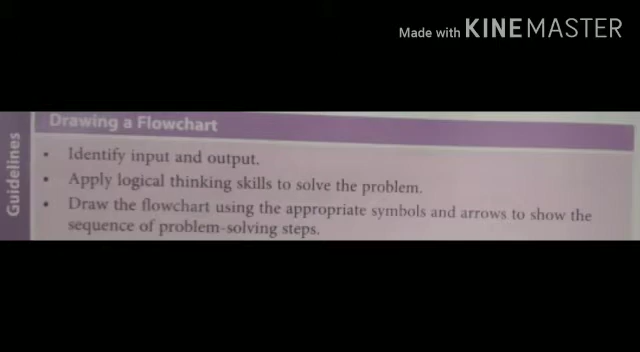 Made with KINEMASTER
Drawing a Flowchart
Guidelines
• Identify input and output.
• Apply logical thinking skills to solve the problem.
• Draw the flowchart using the appropriate symbols and arrows to show the
sequence of problem-solving steps.